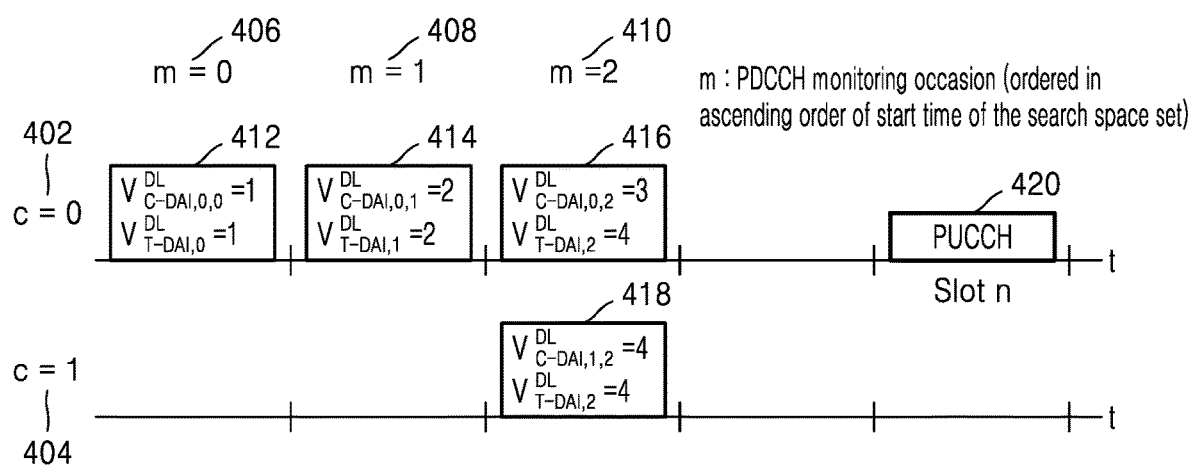 406 408 410
m = 0 m = 1 m =2
m : PDCCH monitoring occasion (ordered in
ascending order of start time of the search space set)
402 412 414 416
c = 0
V DL C-DAI,0,0 =1
V DL T-DAI,0 =1
V DL C-DAI,0,1 =2
V DL T-DAI,1 =2
V DL C-DAI,0,2 =3
V DL T-DAI,2 =4
420
PUCCH
t
Slot n
418
c = 1
V DL C-DAI,1,2 =4
V DL T-DAI,2 =4
t
404